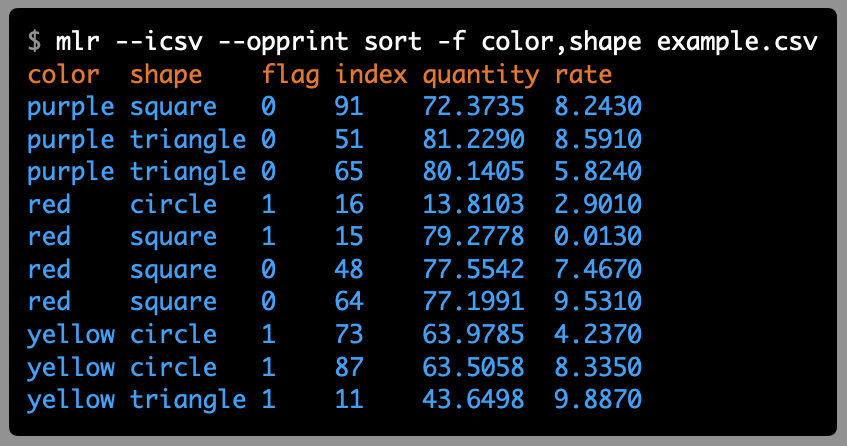 $ mlr --icsv --opprint sort -f color,shape example.csv
color  shape    flag index quantity rate
purple square   0    91    72.3735  8.2430
purple triangle 0    51    81.2290  8.5910
purple triangle 0    65    80.1405  5.8240
red    circle   1    16    13.8103  2.9010
red    square   1    15    79.2778  0.0130
red    square   0    48    77.5542  7.4670
red    square   0    64    77.1991  9.5310
yellow circle   1    73    63.9785  4.2370
yellow circle   1    87    63.5058  8.3350
yellow triangle 1    11    43.6498  9.8870